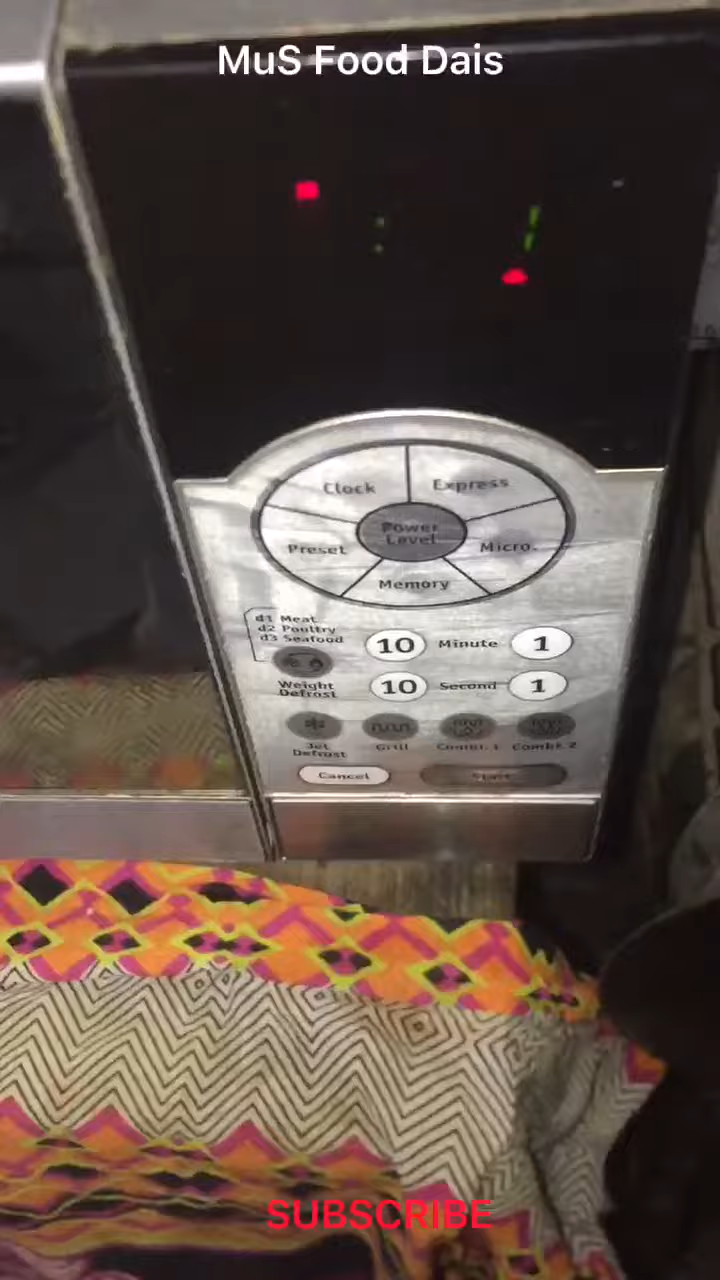 MuS Food Dais
Clock
Express
Power
Level
Preset
Micro.
Memory
d1 Meat
d2 Poultry
d3 Seafood
10 Minute 1
Weight
Defrost
10 Second 1
Jet
Defrost
Grill
Combi.1
Combi.2
Cancel
Start
SUBSCRIBE